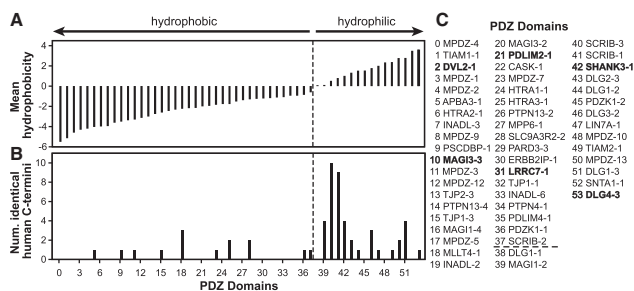 A
hydrophobic
hydrophilic
Mean hydrophobicity
4
2
0
-2
-4
-6
B
Num. identical human C-termini
10
8
6
4
2
0
0 3 6 9 12 15 18 21 24 27 30 33 36 39 42 45 48 51
PDZ Domains
C
PDZ Domains
0 MPDZ-4
1 TIAM1-1
2 DVL2-1
3 MPDZ-1
4 MPDZ-2
5 APBA3-1
6 HTRA2-1
7 INADL-3
8 MPDZ-9
9 PSCDBP-1
10 MAGI3-3
11 MPDZ-3
12 MPDZ-12
13 TJP2-3
14 PTPN13-4
15 TJP1-3
16 MAGI1-4
17 MPDZ-5
18 MLLT4-1
19 INADL-2
20 MAGI3-2
21 PDLIM2-1
22 CASK-1
23 MPDZ-7
24 HTRA1-1
25 HTRA3-1
26 PTPN13-2
27 MPP6-1
28 SLC9A3R2-2
29 PARD3-3
30 ERBB2IP-1
31 LRRC7-1
32 TJP1-1
33 INADL-6
34 PTPN4-1
35 PDLIM4-1
36 PDZK1-1
37 SCRIB-2
38 DLG1-1
39 MAGI1-2
40 SCRIB-3
41 SCRIB-1
42 SHANK3-1
43 DLG2-3
44 DLG1-2
45 PDZK1-2
46 DLG3-2
47 LIN7A-1
48 MPDZ-10
49 TIAM2-1
50 MPDZ-13
51 DLG1-3
52 SNTA1-1
53 DLG4-3